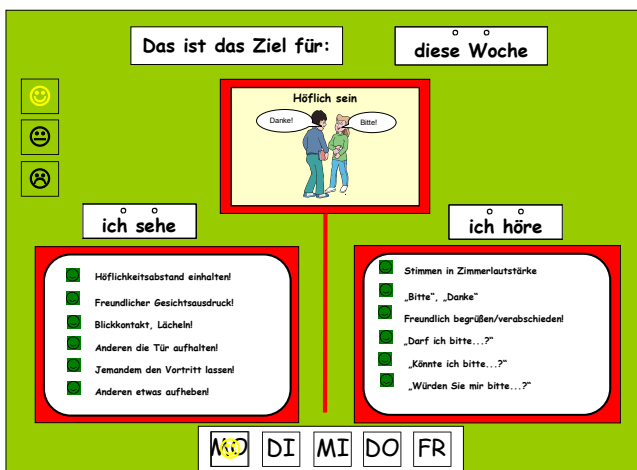 Das ist das Ziel für:
diese Woche
Höflich sein
Danke!
Bitte!
ich sehe
Höflichkeitsabstand einhalten!
Freundlicher Gesichtsausdruck!
Blickkontakt, Lächeln!
Anderen die Tür aufhalten!
Jemandem den Vortritt lassen!
Anderen etwas aufheben!
ich höre
Stimmen in Zimmerlautstärke
„Bitte“, „Danke“
Freundlich begrüßen/verabschieden!
„Darf ich bitte...?“
„Könnte ich bitte...?“
„Würden Sie mir bitte...?“
MO DI MI DO FR